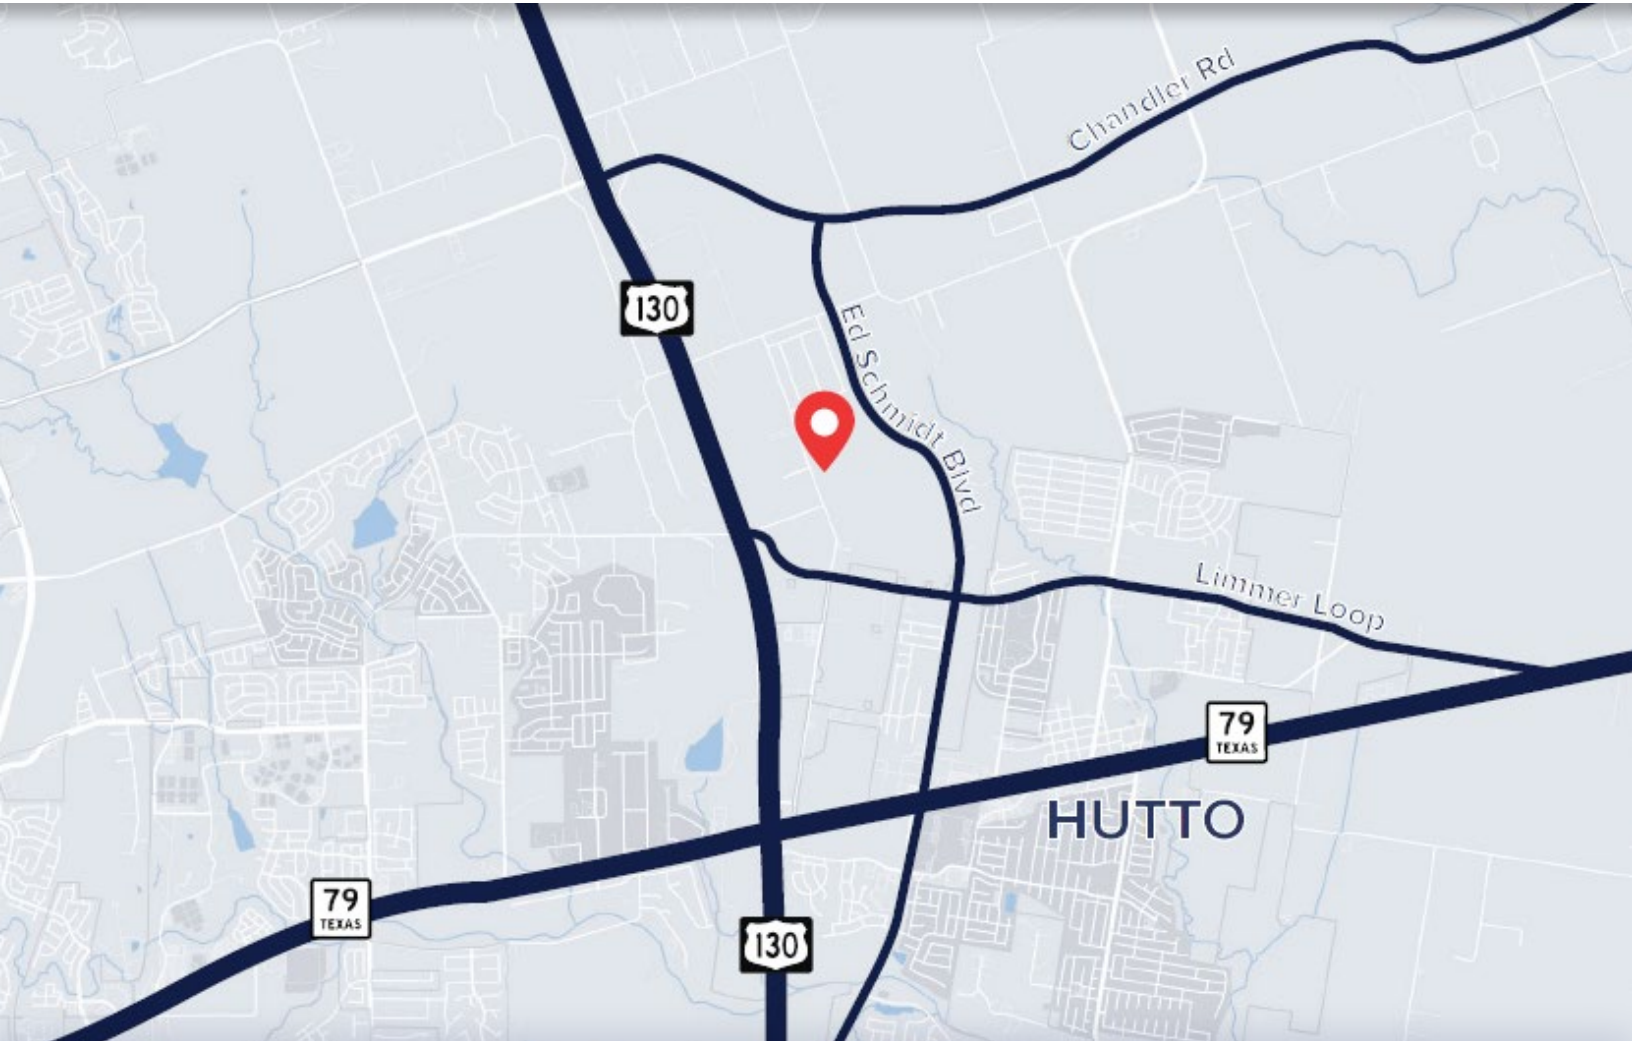 Chandler Rd
130
Ed Schmidt Blvd
Limmer Loop
79
TEXAS
HUTTO
79
TEXAS
130